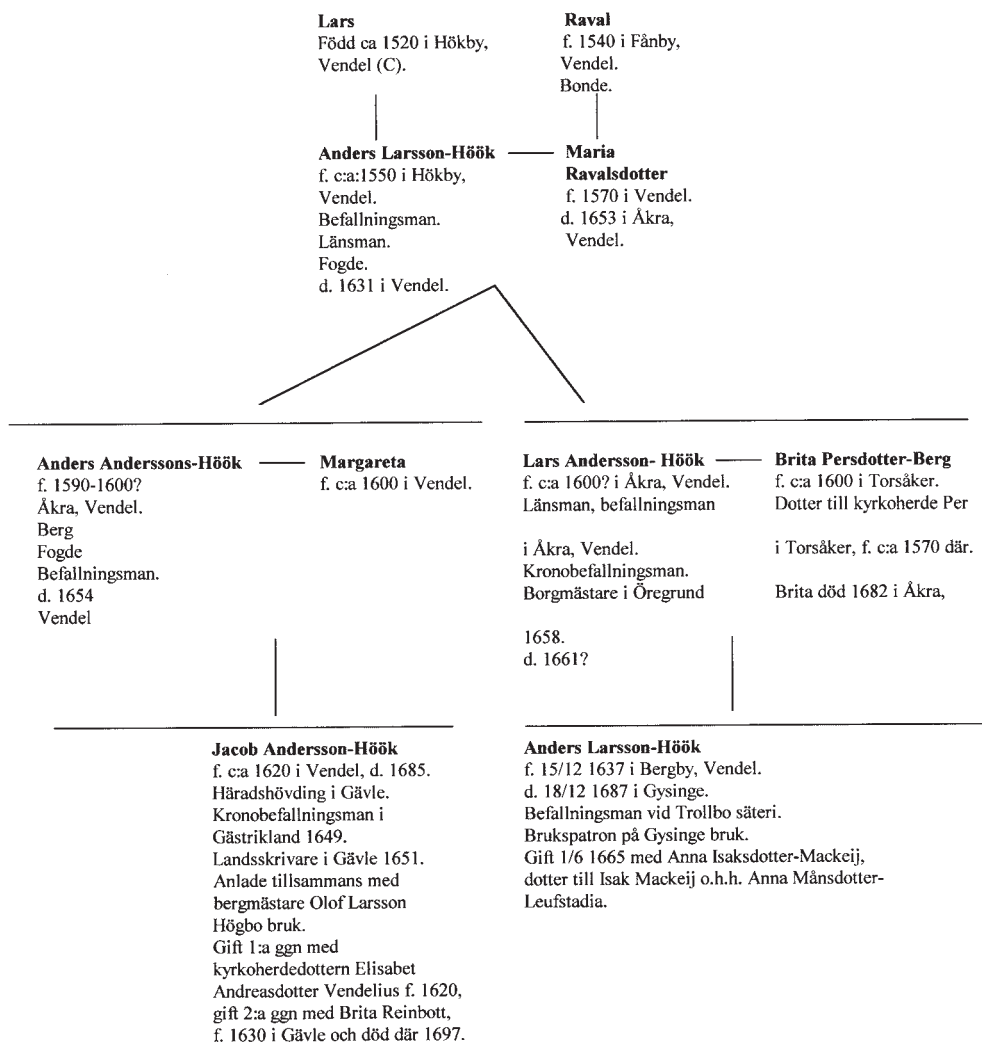 Lars
Född ca 1520 i Hökby,
Vendel (C).
Raval
f. 1540 i Fånby,
Vendel.
Bonde.
Anders Larsson-Höök
f. c:a:1550 i Hökby,
Vendel.
Befallningsman.
Länsman.
Fogde.
d. 1631 i Vendel.
Maria
Ravalsdotter
f. 1570 i Vendel.
d. 1653 i Åkra,
Vendel.
Anders Anderssons-Höök
f. 1590-1600?
Åkra, Vendel.
Berg
Fogde
Befallningsman.
d. 1654
Vendel
Margareta
f. c:a 1600 i Vendel.
Lars Andersson- Höök
f. c:a 1600? i Åkra, Vendel.
Länsman, befallningsman
i Åkra, Vendel.
Kronobefallningsman.
Borgmästare i Öregrund
1658.
d. 1661?
Brita Persdotter-Berg
f. c:a 1600 i Torsåker.
Dotter till kyrkoherde Per
i Torsåker, f. c:a 1570 där.
Brita död 1682 i Åkra,
Jacob Andersson-Höök
f. c:a 1620 i Vendel, d. 1685.
Häradshövding i Gävle.
Kronobefallningsman i
Gästrikland 1649.
Landsskrivare i Gävle 1651.
Anlade tillsammans med
bergmästare Olof Larsson
Högbo bruk.
Gift 1:a ggn med
kyrkoherdedottern Elisabet
Andreasdotter Vendelius f. 1620,
gift 2:a ggn med Brita Reinbott,
f. 1630 i Gävle och död där 1697.
Anders Larsson-Höök
f. 15/12 1637 i Bergby, Vendel.
d. 18/12 1687 i Gysinge.
Befallningsman vid Trollbo säteri.
Brukspatron på Gysinge bruk.
Gift 1/6 1665 med Anna Isaksdotter-Mackeij,
dotter till Isak Mackeij o.h.h. Anna Månsdotter-
Leufstadia.